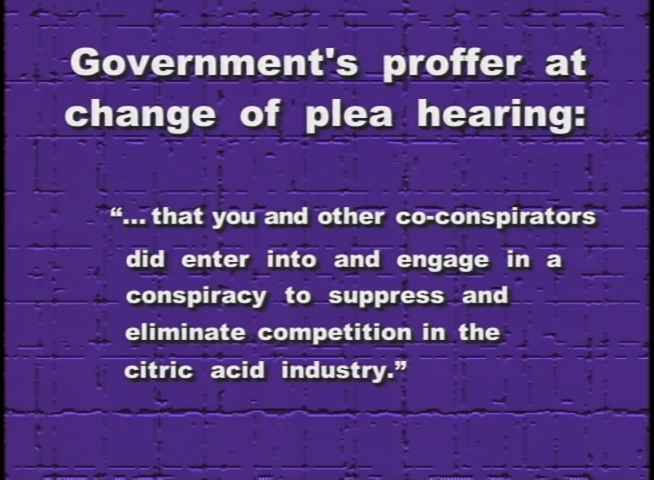 Government's proffer at
change of plea hearing:
“... that you and other co-conspirators
did enter into and engage in a
conspiracy to suppress and
eliminate competition in the
citric acid industry.”